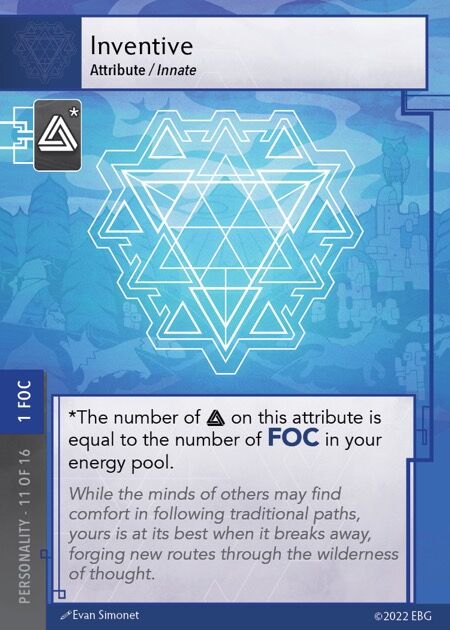 Inventive
Attribute / Innate
*
*The number of on this attribute is
equal to the number of FOC in your
energy pool.
While the minds of others may find
comfort in following traditional paths,
yours is at its best when it breaks away,
forging new routes through the wilderness
of thought.
1 FOC
PERSONALITY - 11 OF 16
Evan Simonet
©2022 EBG